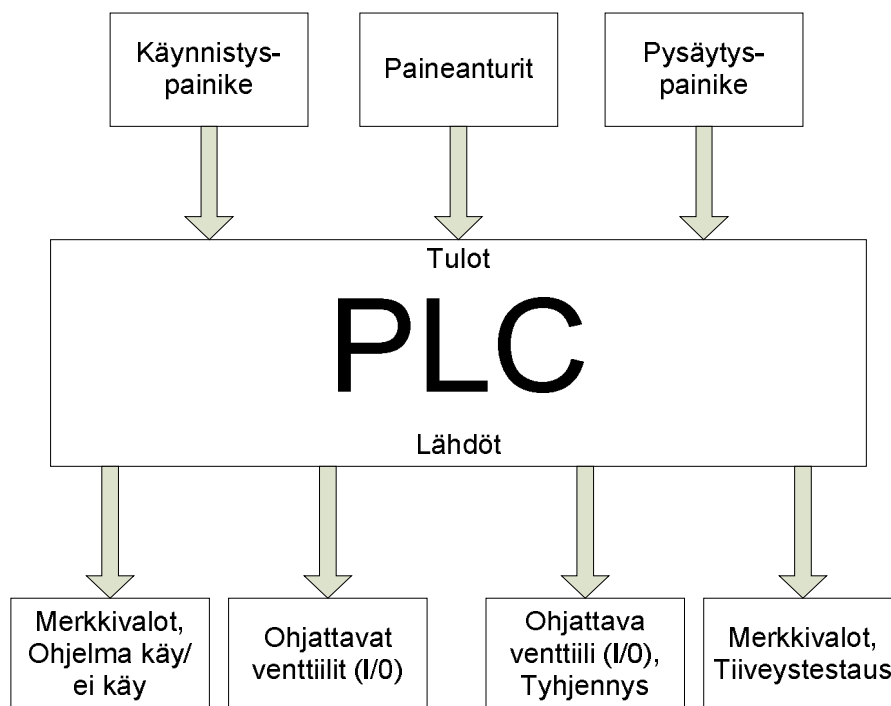 Käynnistys-
painike
Paineanturit
Pysäytys-
painike
Tulot
PLC
Lähdöt
Merkkivalot,
Ohjelma käy/
ei käy
Ohjattavat
venttiilit (I/0)
Ohjattava
venttiili (I/0),
Tyhjennys
Merkkivalot,
Tiiveystestaus